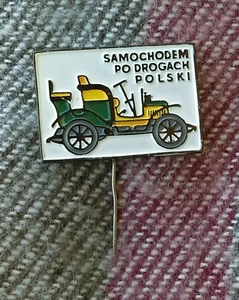 SAMOCHODEM
PO DROGACH
POLSKI